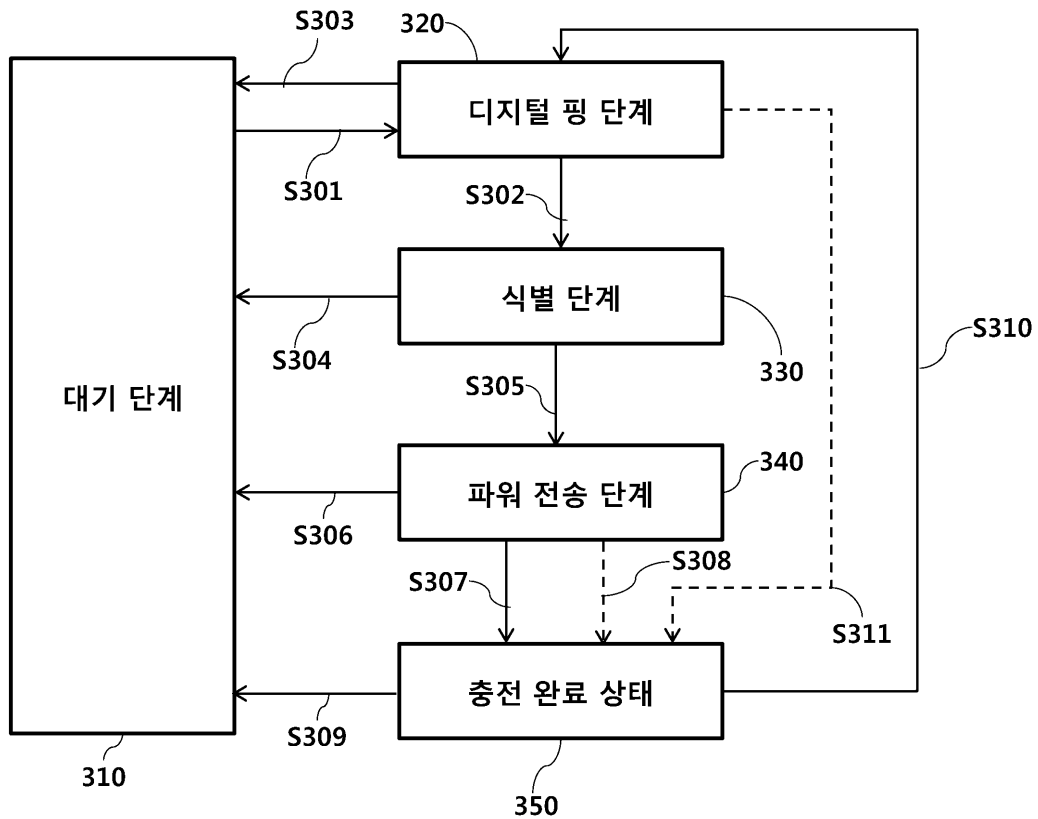 S303
320
디지털 핑 단계
S301
S302
식별 단계
S304
330
S310
대기 단계
S305
파워 전송 단계
340
S306
S307
S308
S311
충전 완료 상태
S309
310
350